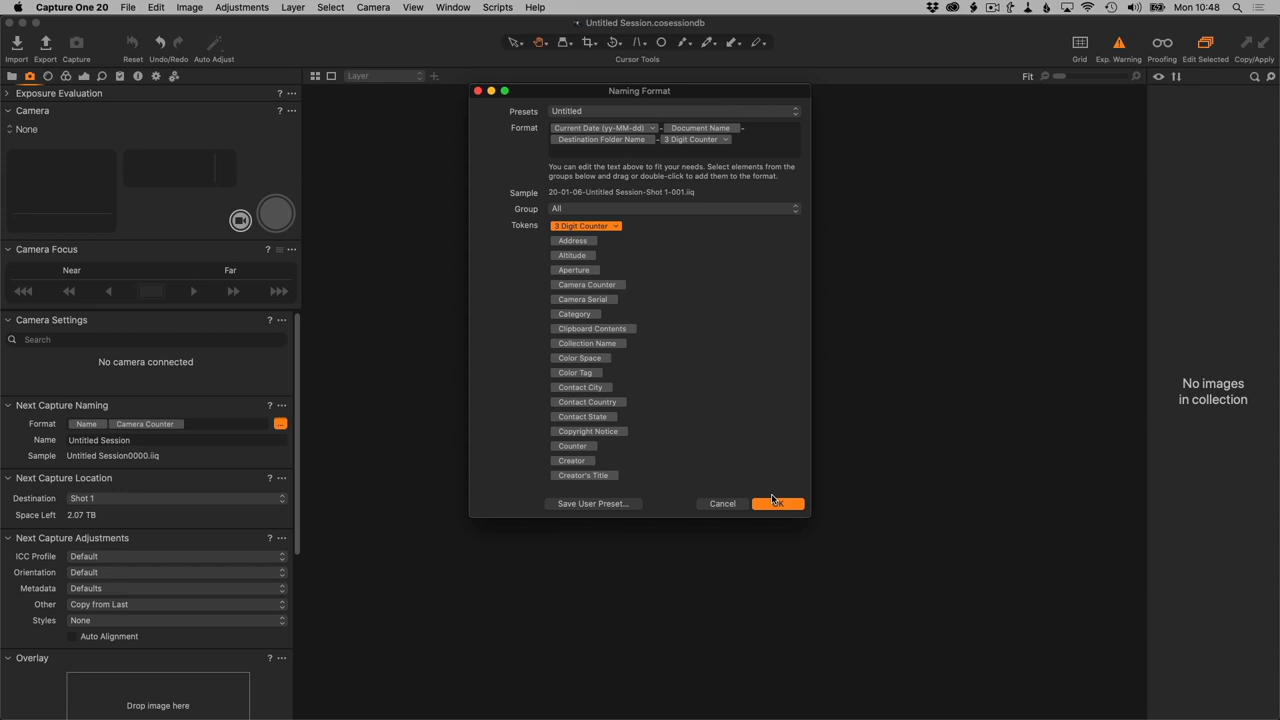 Capture One 20 File Edit Image Adjustments Layer Select Camera View Window Scripts Help Mon 10:48
Untitled Session.cosessiondb
Import Export Capture Reset Undo/Redo Auto Adjust Cursor Tools Grid Exp. Warning Proofing Edit Selected Copy/Apply
Layer Fit
Exposure Evaluation ?
Camera
None
Camera Focus ?
Near Far
Camera Settings ?
Search
No camera connected
Next Capture Naming ?
Format Name Camera Counter ...
Name Untitled Session
Sample Untitled Session0000.iiq
Next Capture Location ?
Destination Shot 1
Space Left 2.07 TB
Next Capture Adjustments ?
ICC Profile Default
Orientation Default
Metadata Defaults
Other Copy from Last
Styles None
Auto Alignment
Overlay ?
Drop image here
Naming Format
Presets Untitled
Format Current Date (yy-MM-dd) - Document Name -
Destination Folder Name - 3 Digit Counter
You can edit the text above to fit your needs. Select elements from the
groups below and drag or double-click to add them to the format.
Sample 20-01-06-Untitled Session-Shot 1-001.iiq
Group All
Tokens 3 Digit Counter
Address
Altitude
Aperture
Camera Counter
Camera Serial
Category
Clipboard Contents
Collection Name
Color Space
Color Tag
Contact City
Contact Country
Contact State
Copyright Notice
Counter
Creator
Creator's Title
Save User Preset... Cancel OK
No images
in collection